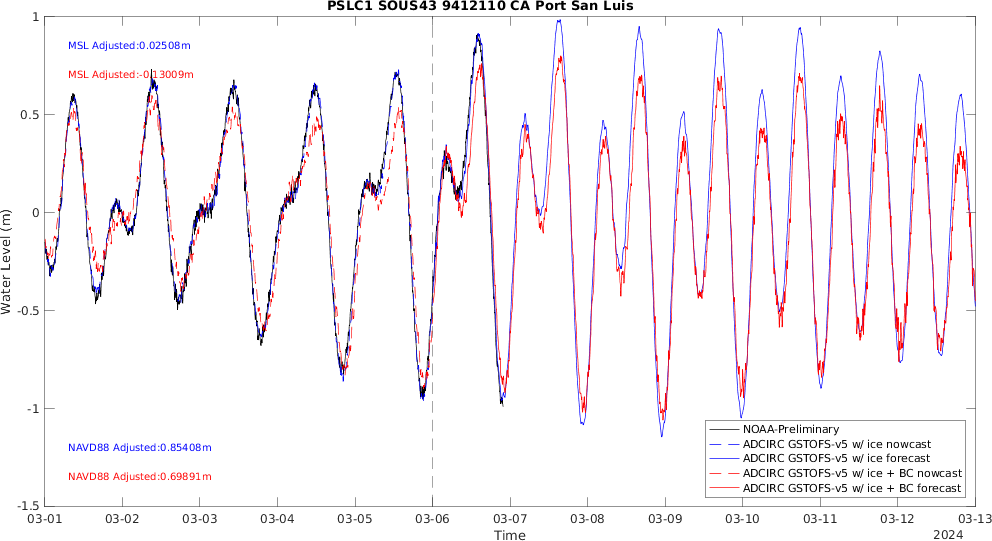 PSLC1 SOUS43 9412110 CA Port San Luis
1
0.5
0
-0.5
-1
-1.5
Water Level (m)
MSL Adjusted:0.02508m
MSL Adjusted:-0.13009m
NAVD88 Adjusted:0.85408m
NAVD88 Adjusted:0.69891m
NOAA-Preliminary
ADCIRC GSTOFS-v5 w/ ice nowcast
ADCIRC GSTOFS-v5 w/ ice forecast
ADCIRC GSTOFS-v5 w/ ice + BC nowcast
ADCIRC GSTOFS-v5 w/ ice + BC forecast
03-01 03-02 03-03 03-04 03-05 03-06 03-07 03-08 03-09 03-10 03-11 03-12 03-13
Time
2024